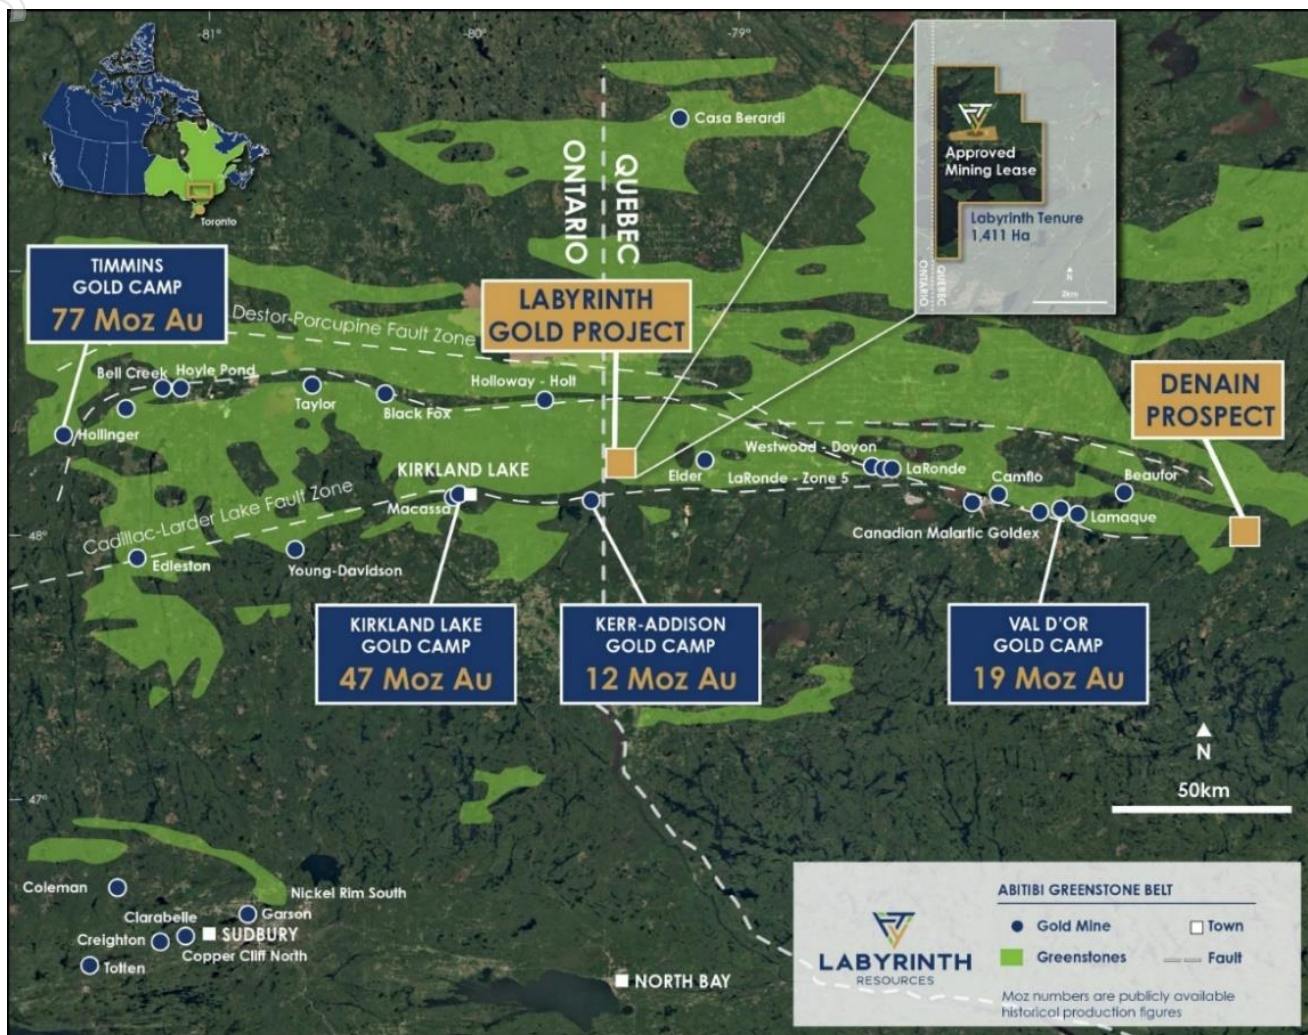 -81°
-80°
-79°
Casa Berardi
ONTARIO
QUEBEC
Approved
Mining Lease
Labyrinth Tenure
1,411 Ha
ONTARIO
QUEBEC
N
2km
Toronto
TIMMINS
GOLD CAMP
77 Moz Au
Destor-Porcupine Fault Zone
LABYRINTH
GOLD PROJECT
DENAIN
PROSPECT
Bell Creek
Hoyle Pond
Taylor
Black Fox
Holloway - Holt
Hollinger
KIRKLAND LAKE
Macassa
Elder
Westwood - Doyon
LaRonde
LaRonde - Zone 5
Camflo
Beaufor
Canadian Malartic
Goldex
Lamaque
Cadillac-Larder Lake Fault Zone
48°
Edleston
Young-Davidson
KIRKLAND LAKE
GOLD CAMP
47 Moz Au
KERR-ADDISON
GOLD CAMP
12 Moz Au
VAL D'OR
GOLD CAMP
19 Moz Au
N
50km
47°
Coleman
Nickel Rim South
Clarabelle
Garson
Creighton
SUDBURY
Copper Cliff North
Totten
NORTH BAY
LABYRINTH
RESOURCES
ABITIBI GREENSTONE BELT
Gold Mine
Town
Greenstones
Fault
Moz numbers are publicly available
historical production figures